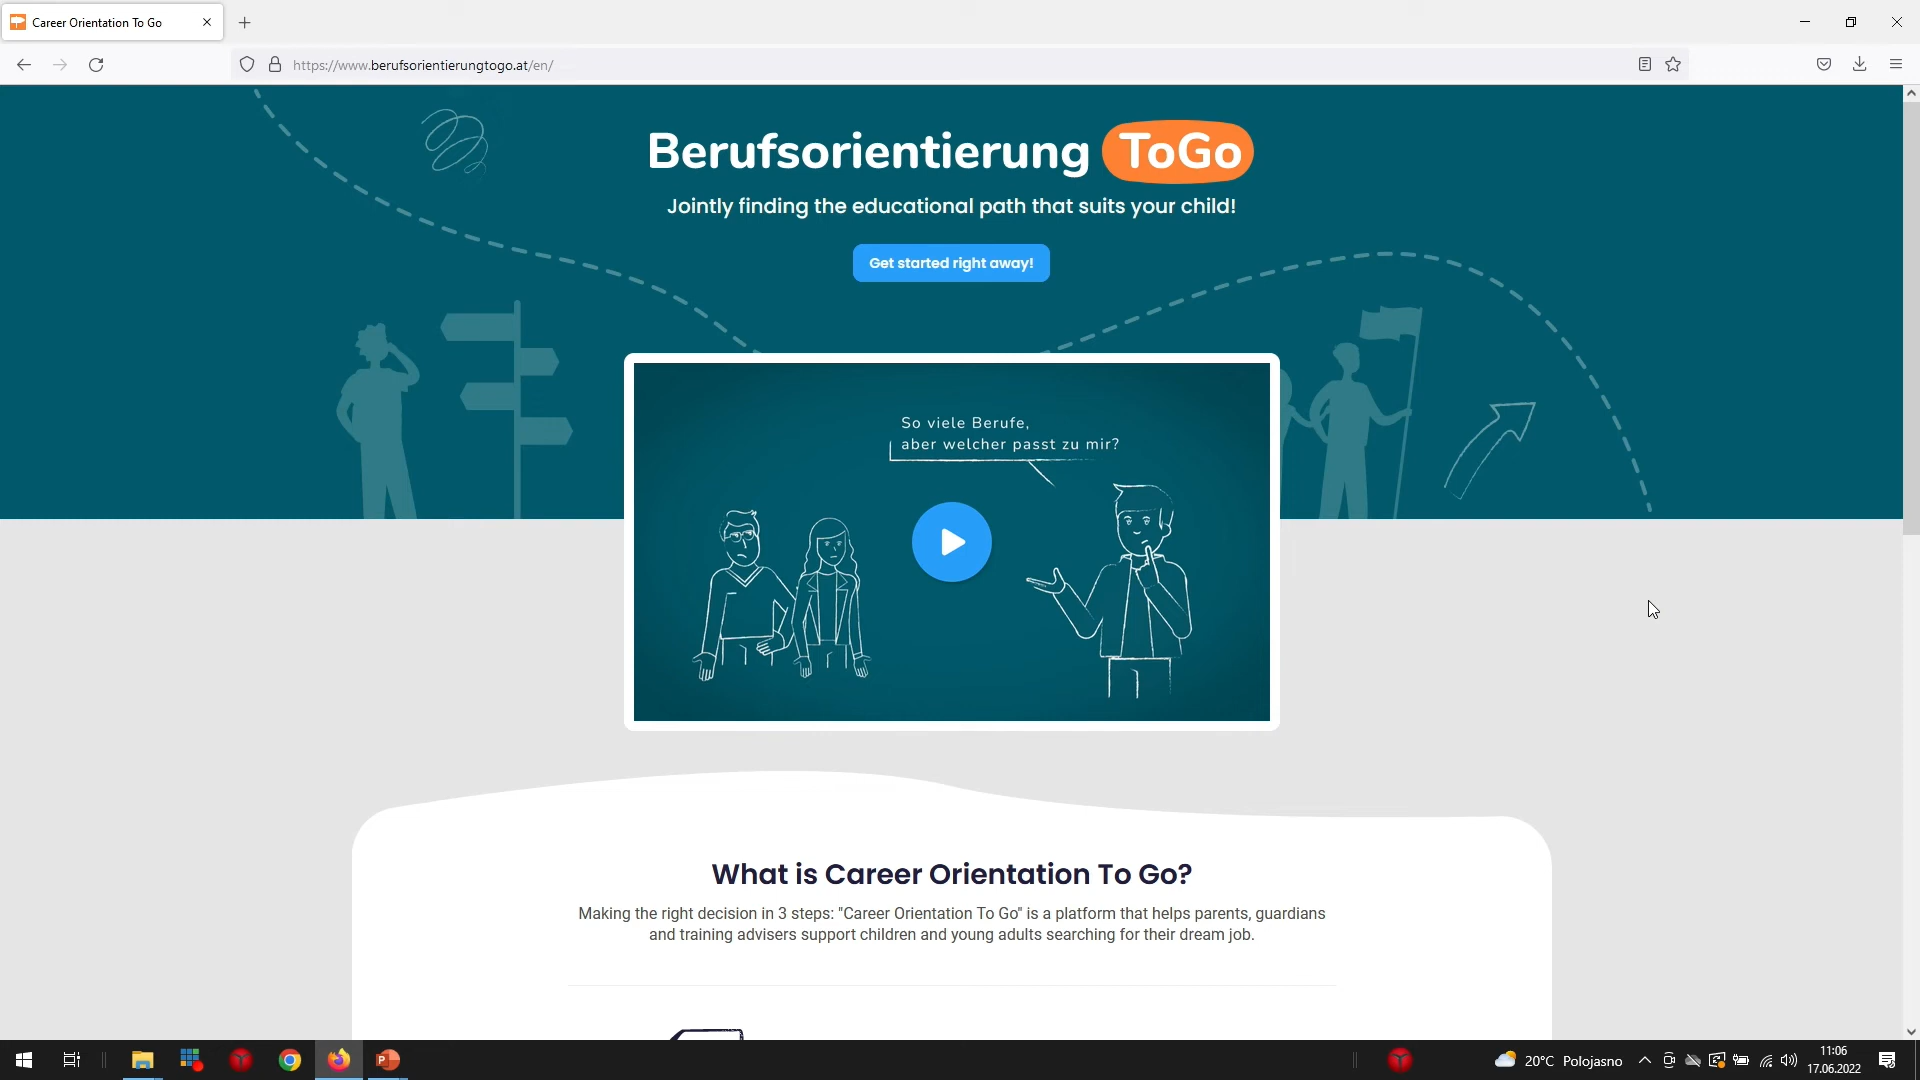 Career Orientation To Go
https://www.berufsorientierungtogo.at/en/
Berufsorientierung ToGo
Jointly finding the educational path that suits your child!
Get started right away!
So viele Berufe,
aber welcher passt zu mir?
What is Career Orientation To Go?
Making the right decision in 3 steps: "Career Orientation To Go" is a platform that helps parents, guardians
and training advisers support children and young adults searching for their dream job.
20°C Polojasno
11:06
17.06.2022